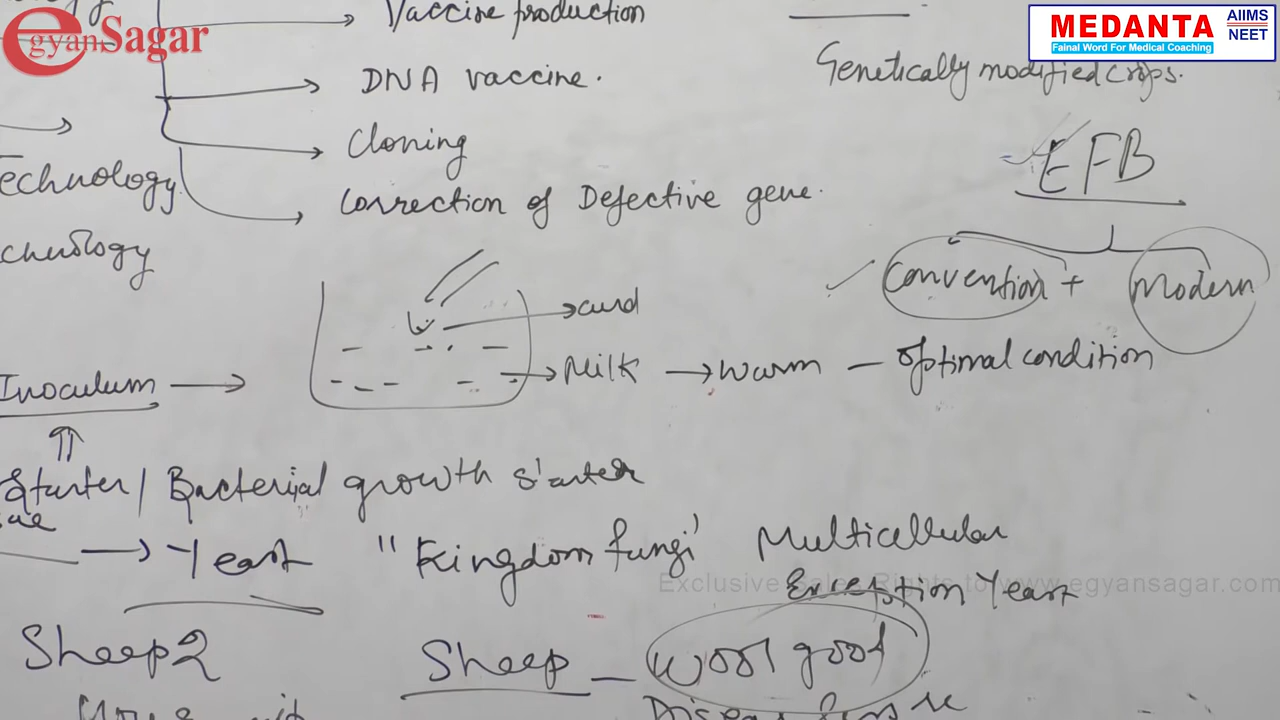 egyanSagar
MEDANTA
Fainal Word For Medical Coaching
AIIMS
NEET
Vaccine production
DNA vaccine.
Genetically modified crops.
Cloning
EFB
echnology
Correction of Defective gene.
chnology
Convention + Modern
curd
Inoculum
Milk → warm — optimal condition
Starter / Bacterial growth starter
→ Yeast "Kingdom fungi" Multicellular
Exclusive Sales Rights to www.egyansagar.com
Exception Yeast
Sheep 2
Sheep — wool good